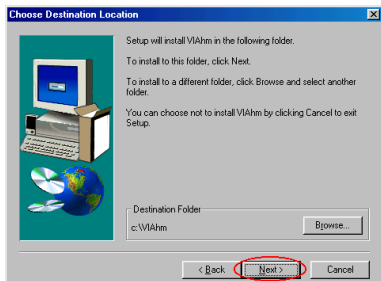 Choose Destination Location
Setup will install VIAhm in the following folder.
To install to this folder, click Next.
To install to a different folder, click Browse and select another
folder.
You can choose not to install VIAhm by clicking Cancel to exit
Setup.
Destination Folder
c:\VIAhm
Browse...
< Back
Next >
Cancel